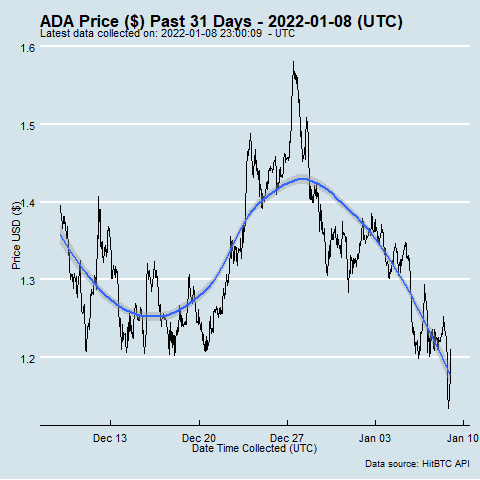 ADA Price ($) Past 31 Days - 2022-01-08 (UTC)
Latest data collected on: 2022-01-08 23:00:09  - UTC
1.6
1.5
1.4
1.3
1.2
Price USD ($)
Dec 13
Dec 20
Dec 27
Jan 03
Jan 10
Date Time Collected (UTC)
Data source: HitBTC API